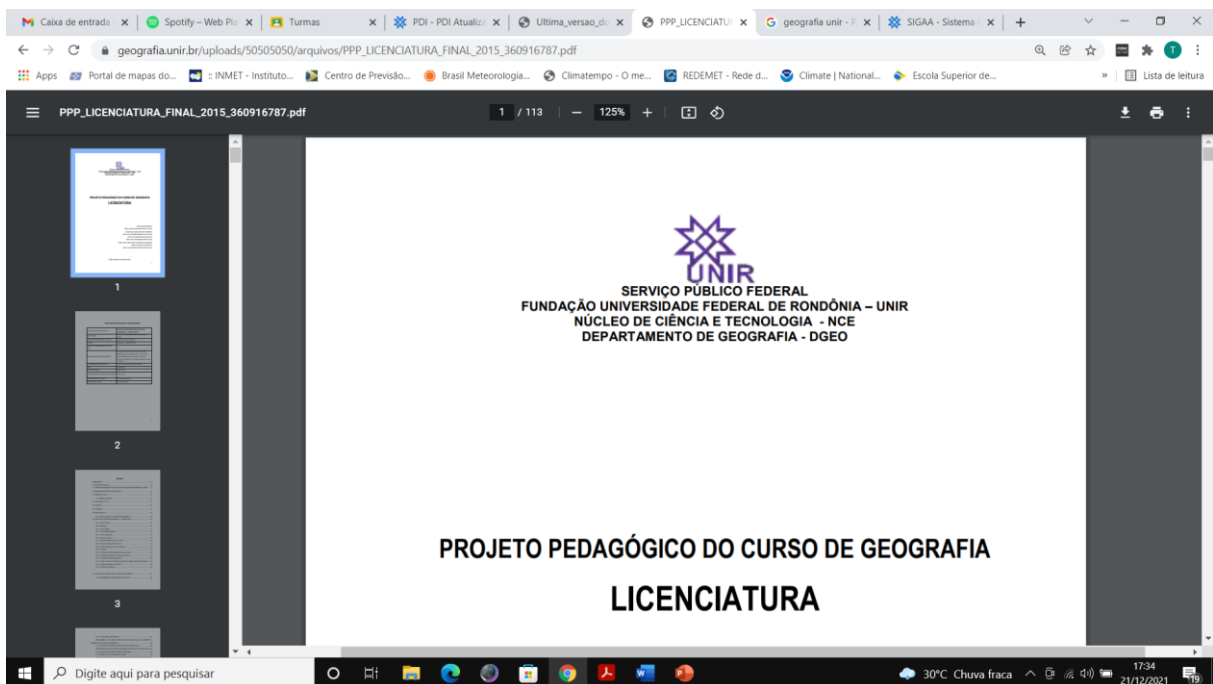 Caixa de entrada
Spotify – Web Pla
Turmas
PDI - PDI Atualiza
Ultima_versao_do
PPP_LICENCIATUR
geografia unir - P
SIGAA - Sistema I
geografia.unir.br/uploads/50505050/arquivos/PPP_LICENCIATURA_FINAL_2015_360916787.pdf
Apps
Portal de mapas do...
:: INMET - Instituto...
Centro de Previsão...
Brasil Meteorologia...
Climatempo - O me...
REDEMET - Rede d...
Climate | National...
Escola Superior de...
»
Lista de leitura
PPP_LICENCIATURA_FINAL_2015_360916787.pdf
1 / 113
125%
1
2
3
UNIR
SERVIÇO PÚBLICO FEDERAL
FUNDAÇÃO UNIVERSIDADE FEDERAL DE RONDÔNIA – UNIR
NÚCLEO DE CIÊNCIA E TECNOLOGIA - NCE
DEPARTAMENTO DE GEOGRAFIA - DGEO
PROJETO PEDAGÓGICO DO CURSO DE GEOGRAFIA
LICENCIATURA
Digite aqui para pesquisar
30°C Chuva fraca
17:34
21/12/2021
19